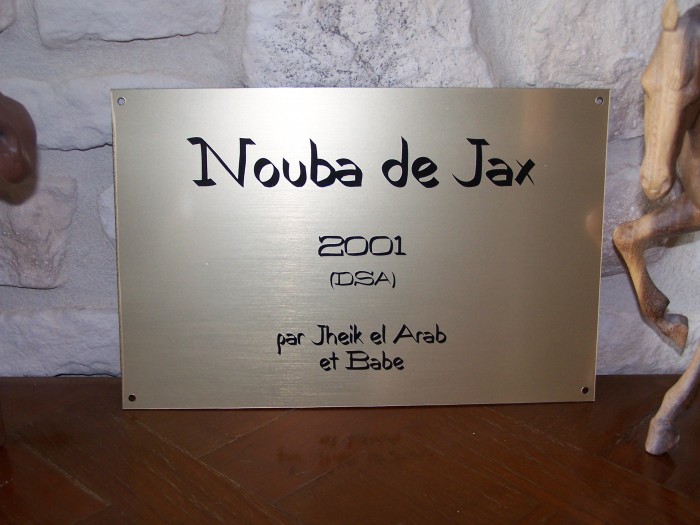 Nouba de Jax
2001
(DSA)
par Jheik el Arab
et Babe